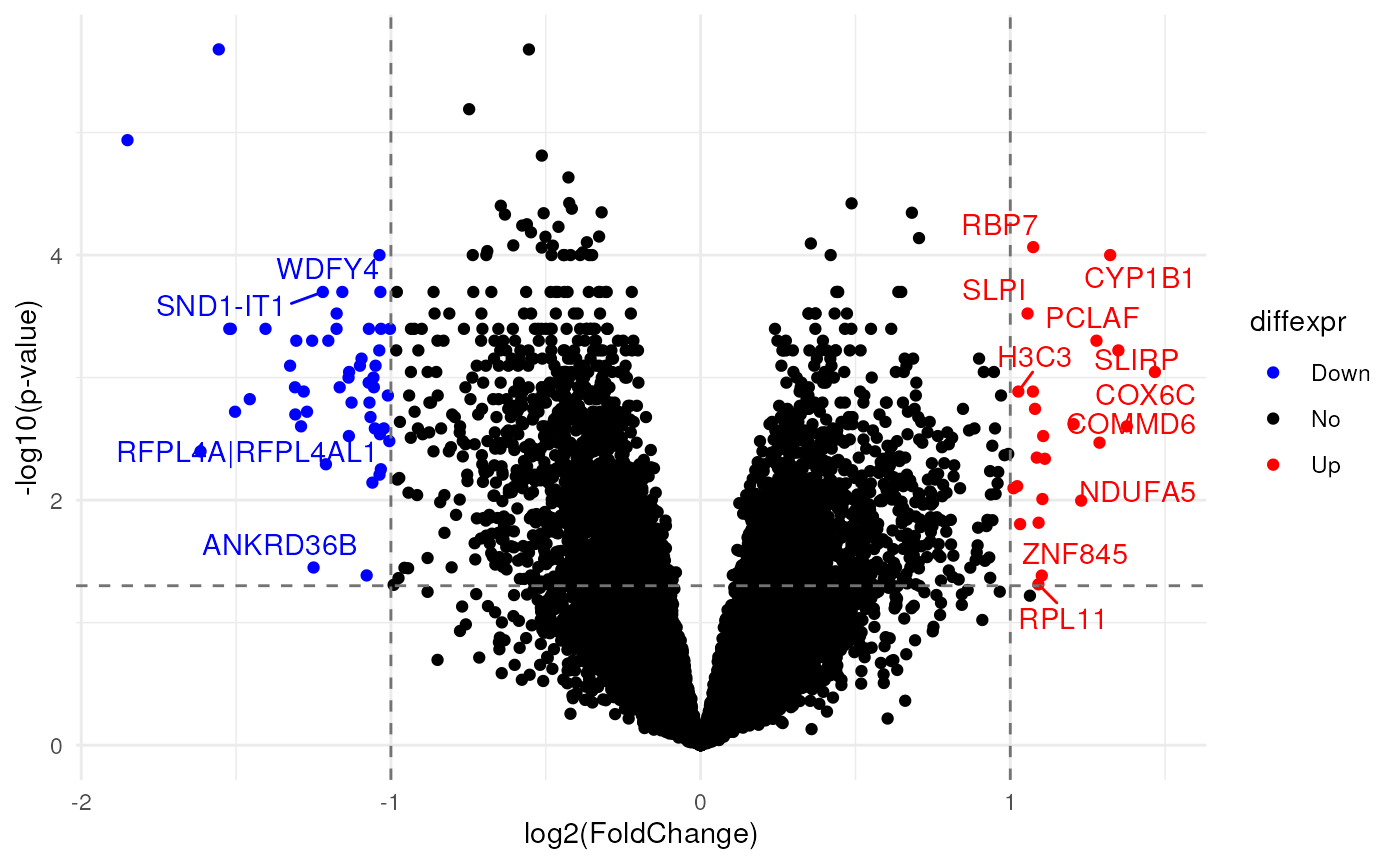 RBP7
4
WDFY4
CYP1B1
SLPI
SND1-IT1
PCLAF
diffexpr
H3C3
SLIRP
Down
COX6C
No
COMMD6
RFPL4A|RFPL4AL1
Up
-log10(p-value)
2
NDUFA5
ANKRD36B
ZNF845
RPL11
0
-2
-1
0
1
log2(FoldChange)